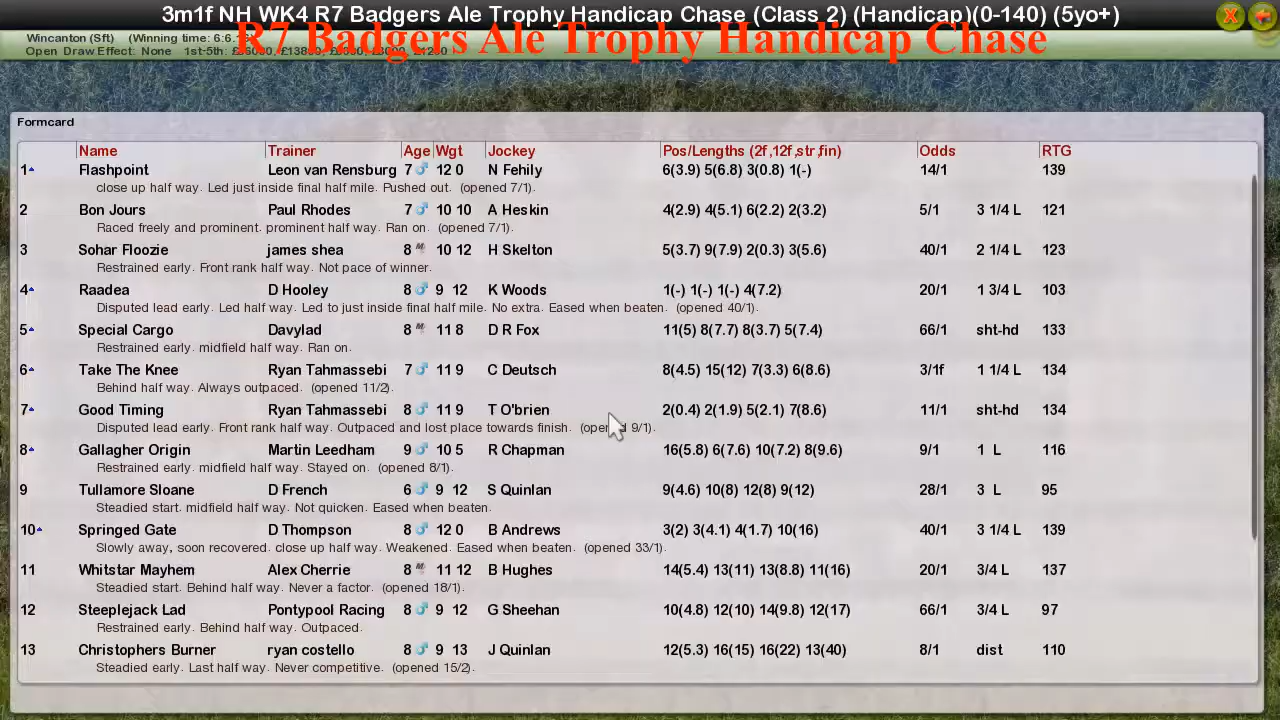 3m1f NH WK4 R7 Badgers Ale Trophy Handicap Chase (Class 2) (Handicap)(0-140) (5yo+)
R7 Badgers Ale Trophy Handicap Chase
Wincanton (Sft) (Winning time: 6:6.
Open Draw Effect: None 1st-5th:
Formcard
Name Trainer Age Wgt Jockey Pos/Lengths (2f,12f,str,fin) Odds RTG
1 Flashpoint Leon van Rensburg 7 12 0 N Fehily 6(3.9) 5(6.8) 3(0.8) 1(-) 14/1 139
close up half way. Led just inside final half mile. Pushed out. (opened 7/1).
2 Bon Jours Paul Rhodes 7 10 10 A Heskin 4(2.9) 4(5.1) 6(2.2) 2(3.2) 5/1 3 1/4 L 121
Raced freely and prominent. prominent half way. Ran on. (opened 7/1).
3 Sohar Floozie james shea 8 10 12 H Skelton 5(3.7) 9(7.9) 2(0.3) 3(5.6) 40/1 2 1/4 L 123
Restrained early. Front rank half way. Not pace of winner.
4 Raadea D Hooley 8 9 12 K Woods 1(-) 1(-) 1(-) 4(7.2) 20/1 1 3/4 L 103
Disputed lead early. Led half way. Led to just inside final half mile. No extra. Eased when beaten. (opened 40/1).
5 Special Cargo Davylad 8 11 8 D R Fox 11(5) 8(7.7) 8(3.7) 5(7.4) 66/1 sht-hd 133
Restrained early. midfield half way. Ran on.
6 Take The Knee Ryan Tahmassebi 7 11 9 C Deutsch 8(4.5) 15(12) 7(3.3) 6(8.6) 3/1f 1 1/4 L 134
Behind half way. Always outpaced. (opened 11/2).
7 Good Timing Ryan Tahmassebi 8 11 9 T O'brien 2(0.4) 2(1.9) 5(2.1) 7(8.6) 11/1 sht-hd 134
Disputed lead early. Front rank half way. Outpaced and lost place towards finish. (opened 9/1).
8 Gallagher Origin Martin Leedham 9 10 5 R Chapman 16(5.8) 6(7.6) 10(7.2) 8(9.6) 9/1 1 L 116
Restrained early. midfield half way. Stayed on. (opened 8/1).
9 Tullamore Sloane D French 6 9 12 S Quinlan 9(4.6) 10(8) 12(8) 9(12) 28/1 3 L 95
Steadied start. midfield half way. Not quicken. Eased when beaten.
10 Springed Gate D Thompson 8 12 0 B Andrews 3(2) 3(4.1) 4(1.7) 10(16) 40/1 3 1/4 L 139
Slowly away, soon recovered. close up half way. Weakened. Eased when beaten. (opened 33/1).
11 Whitstar Mayhem Alex Cherrie 8 11 12 B Hughes 14(5.4) 13(11) 13(8.8) 11(16) 20/1 3/4 L 137
Steadied start. Behind half way. Never a factor. (opened 18/1).
12 Steeplejack Lad Pontypool Racing 8 9 12 G Sheehan 10(4.8) 12(10) 14(9.8) 12(17) 66/1 3/4 L 97
Restrained early. Behind half way. Outpaced.
13 Christophers Burner ryan costello 8 9 13 J Quinlan 12(5.3) 16(15) 16(22) 13(40) 8/1 dist 110
Steadied early. Last half way. Never competitive. (opened 15/2).